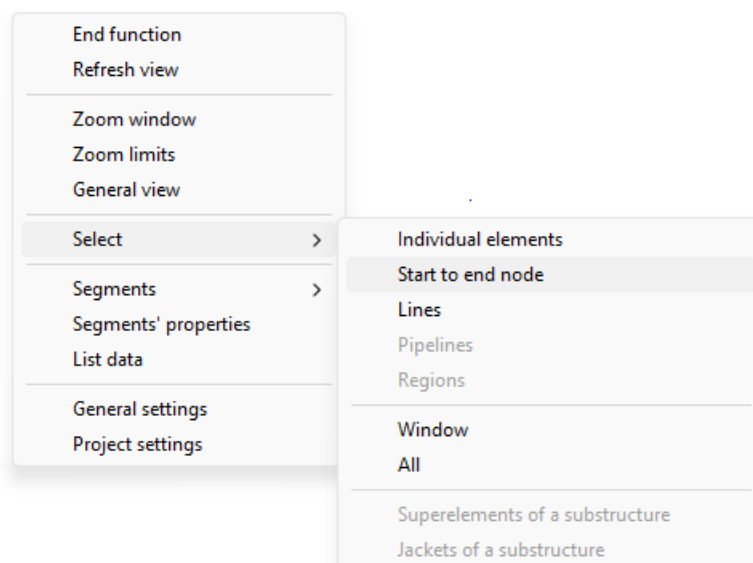 End function
Refresh view
Zoom window
Zoom limits
General view
Select
Segments
Segments' properties
List data
General settings
Project settings
Individual elements
Start to end node
Lines
Pipelines
Regions
Window
All
Superelements of a substructure
Jackets of a substructure